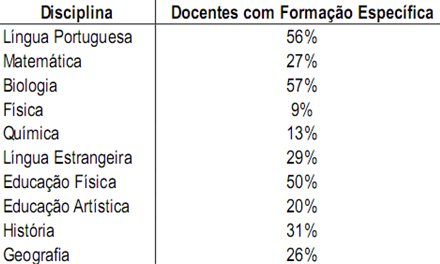 Disciplina Docentes com Formação Específica
Língua Portuguesa 56%
Matemática 27%
Biologia 57%
Física 9%
Química 13%
Língua Estrangeira 29%
Educação Física 50%
Educação Artística 20%
História 31%
Geografia 26%